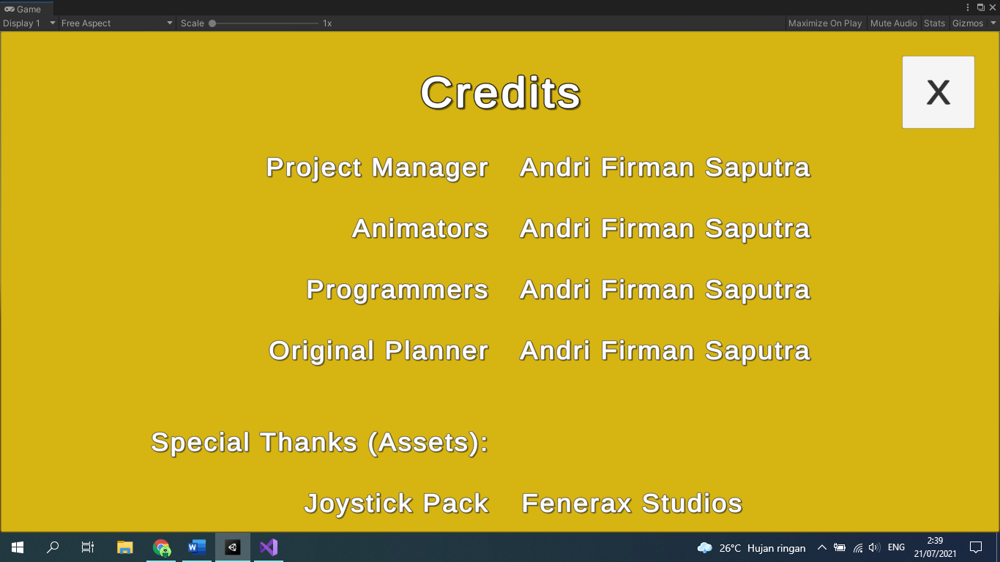 Game
Display 1 Free Aspect Scale 1x Maximize On Play Mute Audio Stats Gizmos
Credits
X
Project Manager Andri Firman Saputra
Animators Andri Firman Saputra
Programmers Andri Firman Saputra
Original Planner Andri Firman Saputra
Special Thanks (Assets):
Joystick Pack Fenerax Studios
26°C Hujan ringan ENG 2:39
21/07/2021